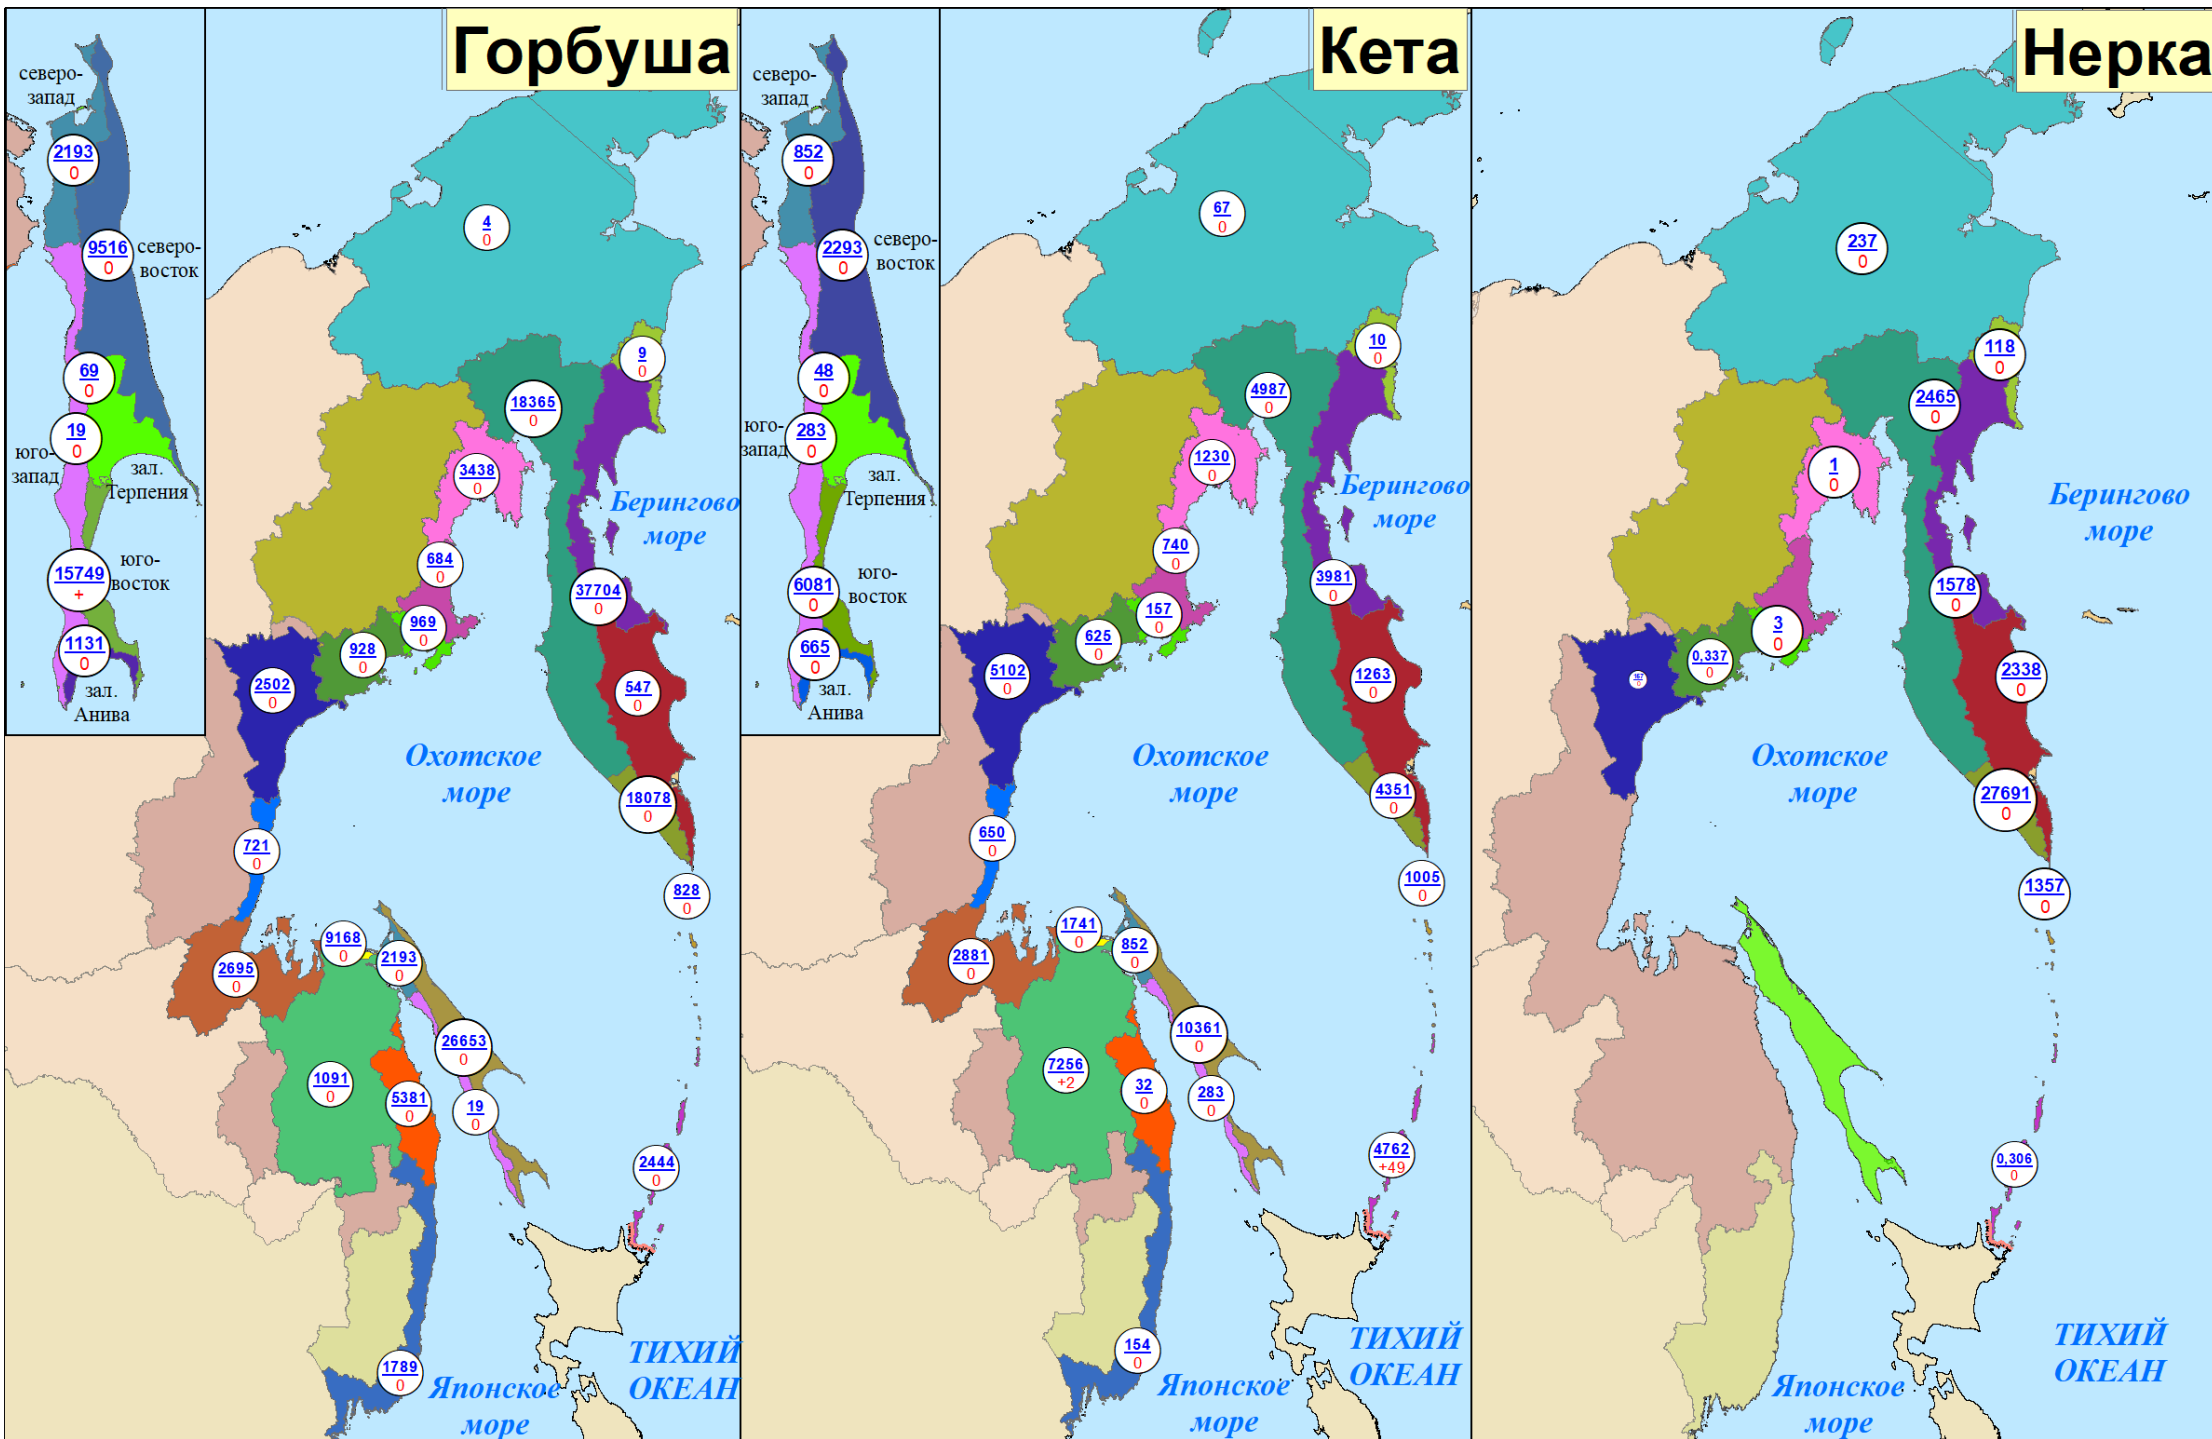 Горбуша
северо-
запад
2193
0
9516
0
северо-
восток
69
0
19
0
юго-
запад
зал.
Терпения
15749
+
юго-
восток
1131
0
зал.
Анива
4
0
9
0
18365
0
3438
0
Берингово
море
684
0
37704
0
969
0
928
0
2502
0
547
0
Охотское
море
18078
0
721
0
828
0
9168
0
2193
0
2695
0
26653
0
1091
0
5381
0
19
0
2444
0
1789
0
ТИХИЙ
ОКЕАН
Японское
море
Кета
северо-
запад
852
0
2293
0
северо-
восток
48
0
283
0
юго-
запад
зал.
Терпения
6081
0
юго-
восток
665
0
зал.
Анива
67
0
10
0
4987
0
1230
0
Берингово
море
740
0
3981
0
157
0
625
0
5102
0
1263
0
Охотское
море
4351
0
650
0
1005
0
1741
0
852
0
2881
0
10361
0
7256
+2
32
0
283
0
4762
+49
154
0
ТИХИЙ
ОКЕАН
Японское
море
Нерка
237
0
118
0
2465
0
1
0
Берингово
море
1578
0
3
0
0,337
0
2338
0
Охотское
море
27691
0
1357
0
0,306
0
ТИХИЙ
ОКЕАН
Японское
море